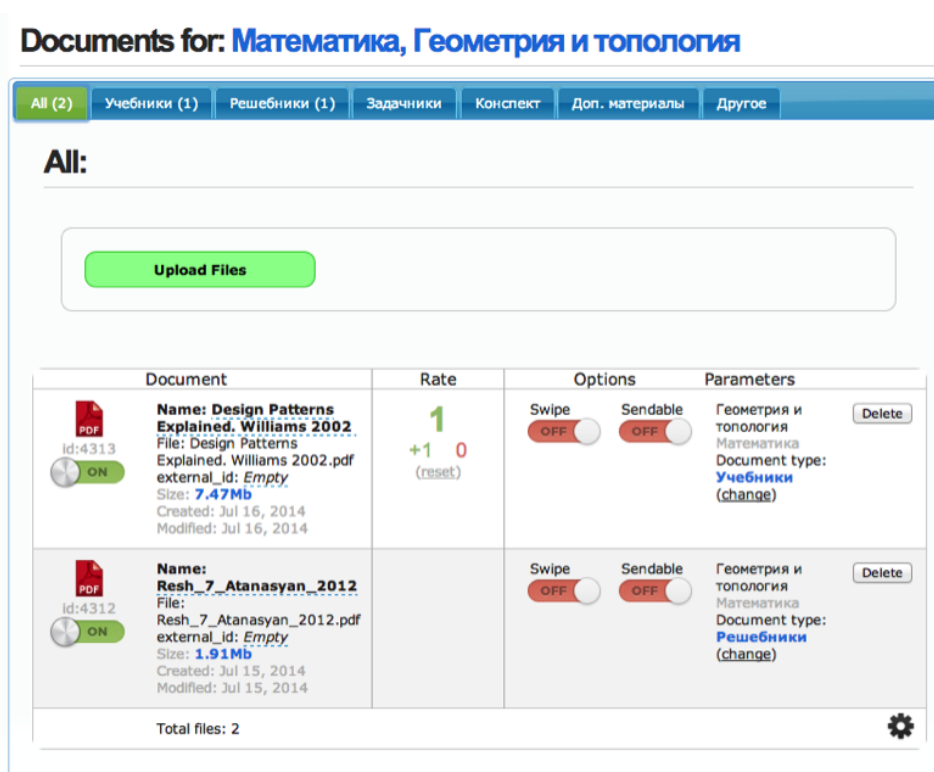 Documents for: Математика, Геометрия и топология
All (2) Учебники (1) Решебники (1) Задачники Конспект Доп. материалы Другое
All:
Upload Files
Document Rate Options Parameters
PDF
id:4313
ON
Name: Design Patterns
Explained. Williams 2002
File: Design Patterns
Explained. Williams 2002.pdf
external_id: Empty
Size: 7.47Mb
Created: Jul 16, 2014
Modified: Jul 16, 2014
1
+1 0
(reset)
Swipe Sendable
OFF OFF
Геометрия и
топология
Математика
Document type:
Учебники
(change)
Delete
PDF
id:4312
ON
Name:
Resh_7_Atanasyan_2012
File:
Resh_7_Atanasyan_2012.pdf
external_id: Empty
Size: 1.91Mb
Created: Jul 15, 2014
Modified: Jul 15, 2014
Swipe Sendable
OFF OFF
Геометрия и
топология
Математика
Document type:
Решебники
(change)
Delete
Total files: 2